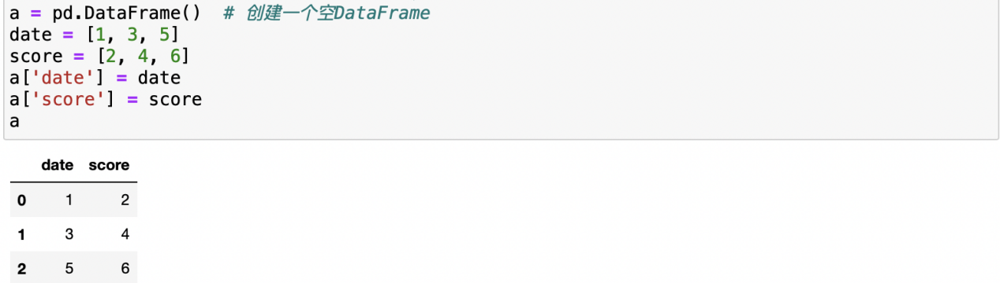 a = pd.DataFrame()  # 创建一个空DataFrame
date = [1, 3, 5]
score = [2, 4, 6]
a['date'] = date
a['score'] = score
a
date score
0 1 2
1 3 4
2 5 6